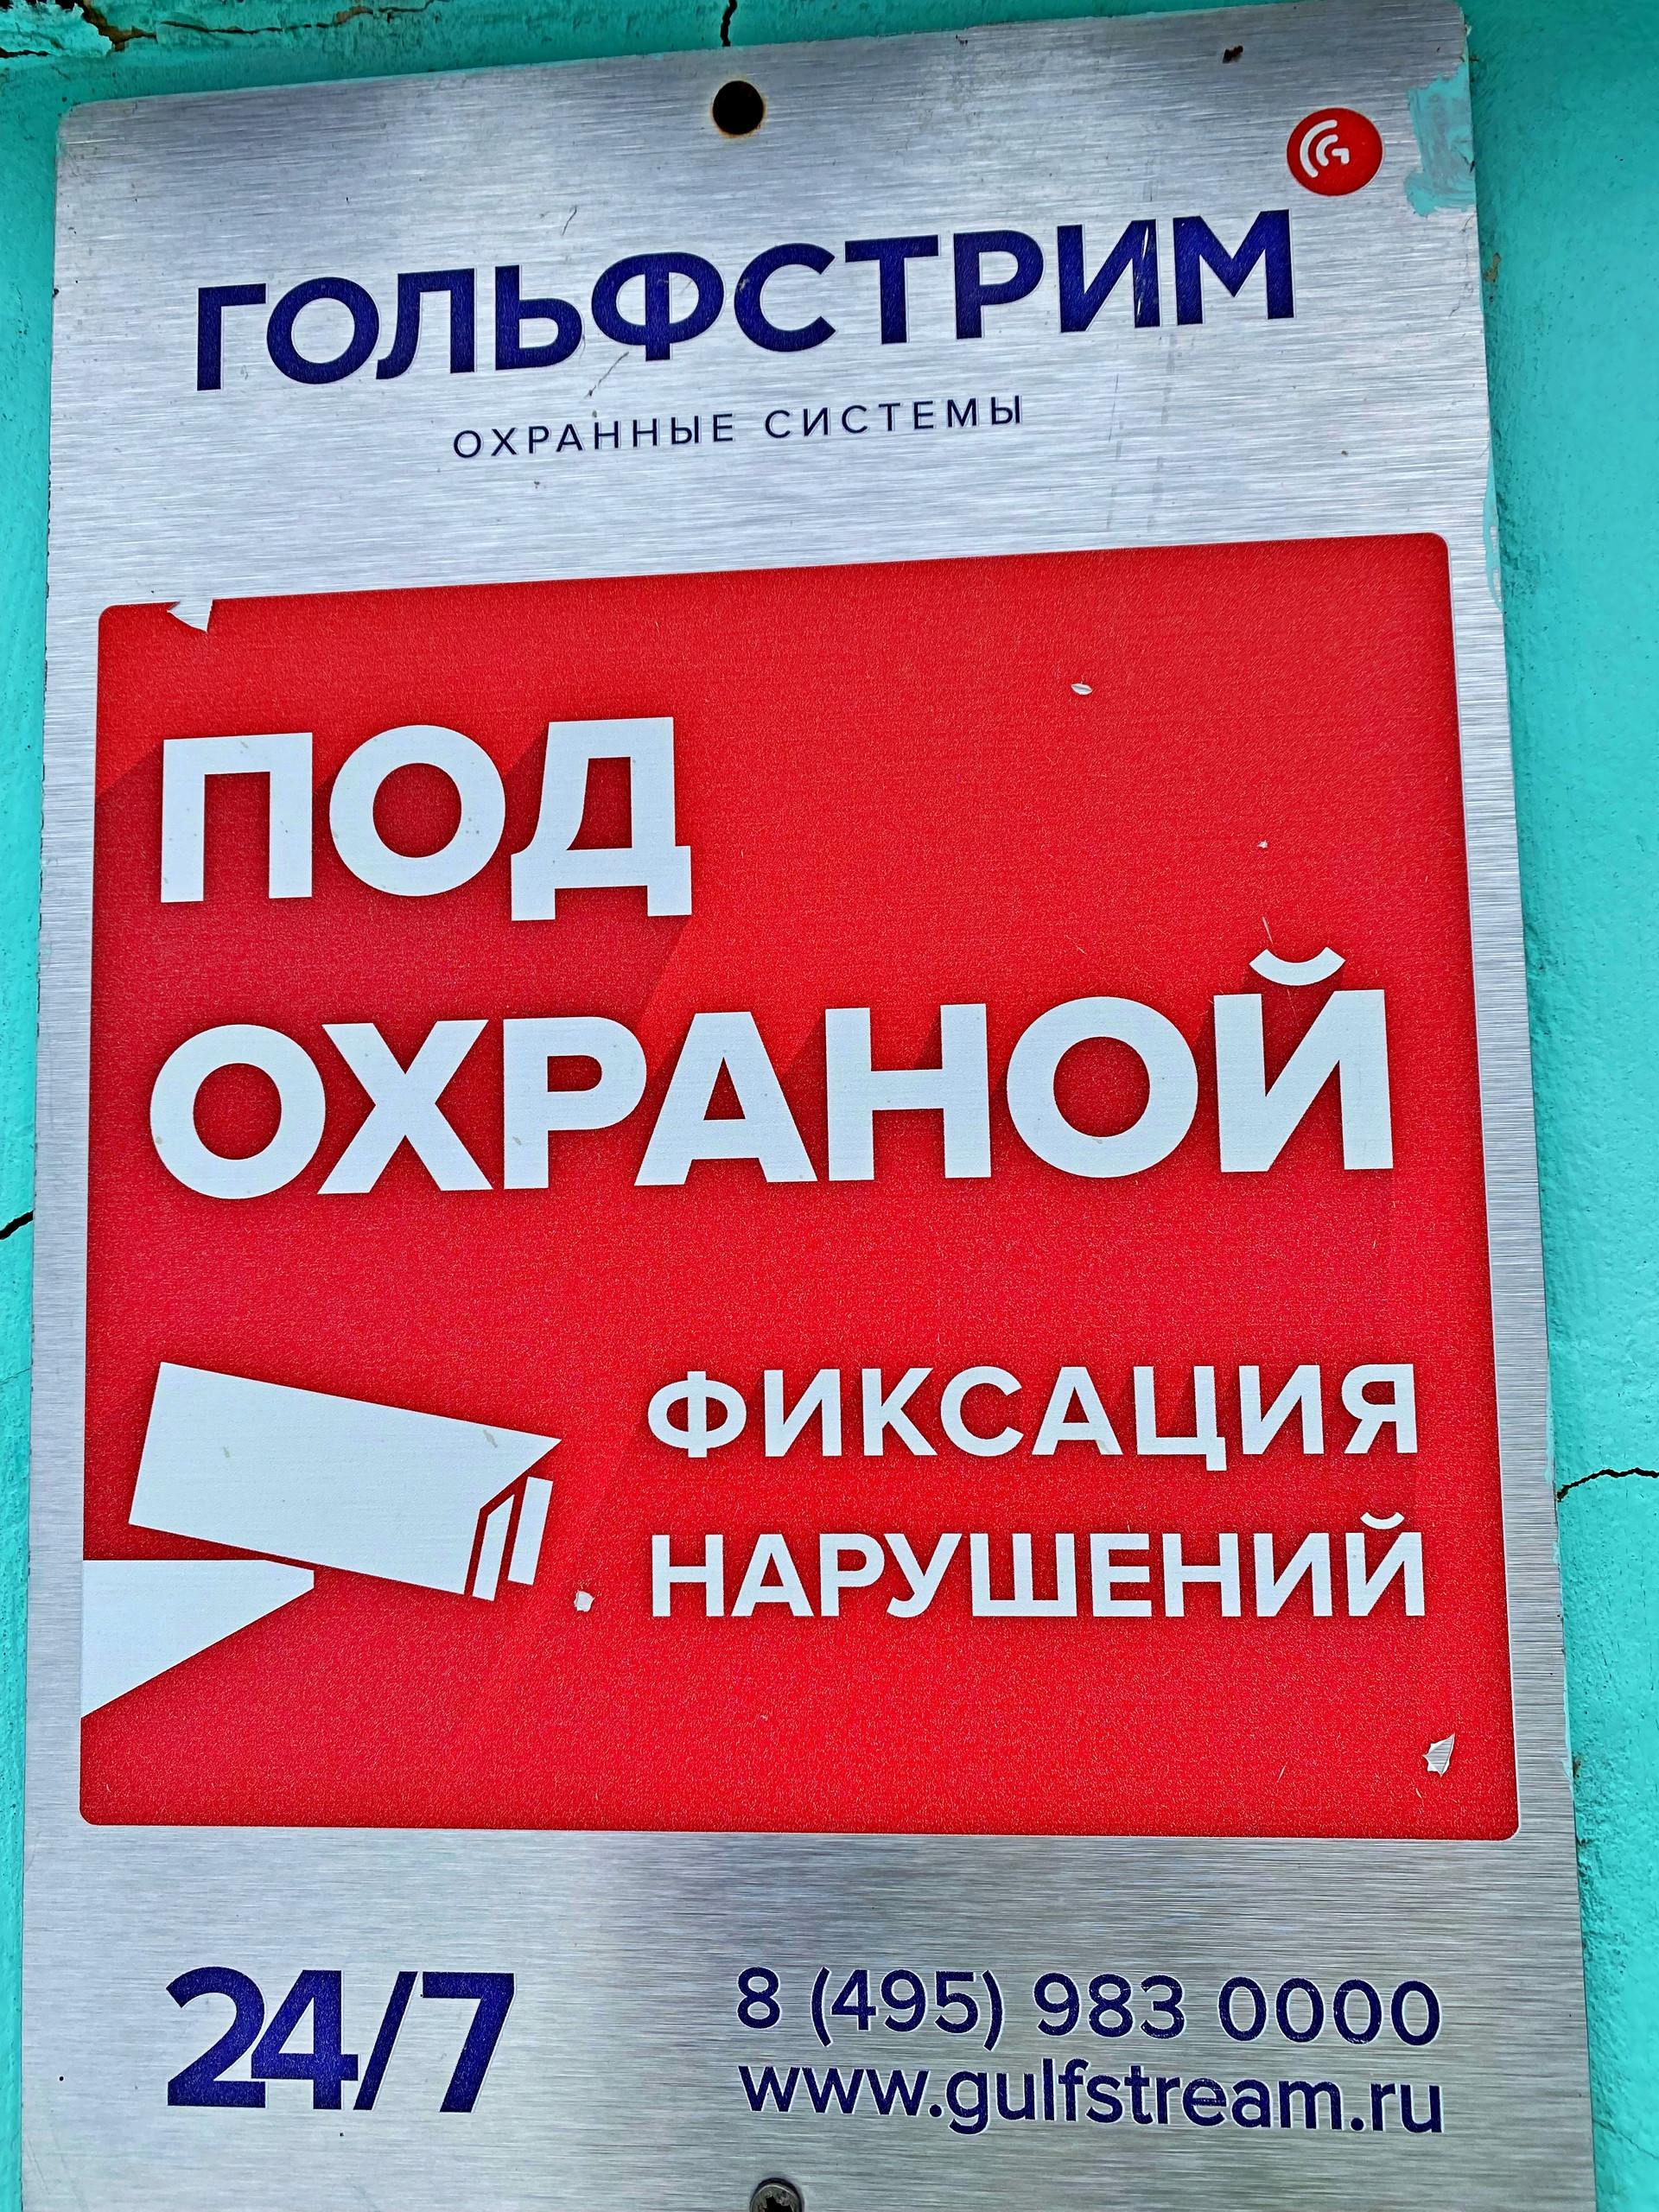 ГОЛЬФСТРИМ
ОХРАННЫЕ СИСТЕМЫ
ПОД
ОХРАНОЙ
ФИКСАЦИЯ
НАРУШЕНИЙ
24/7
8 (495) 983 0000
www.gulfstream.ru